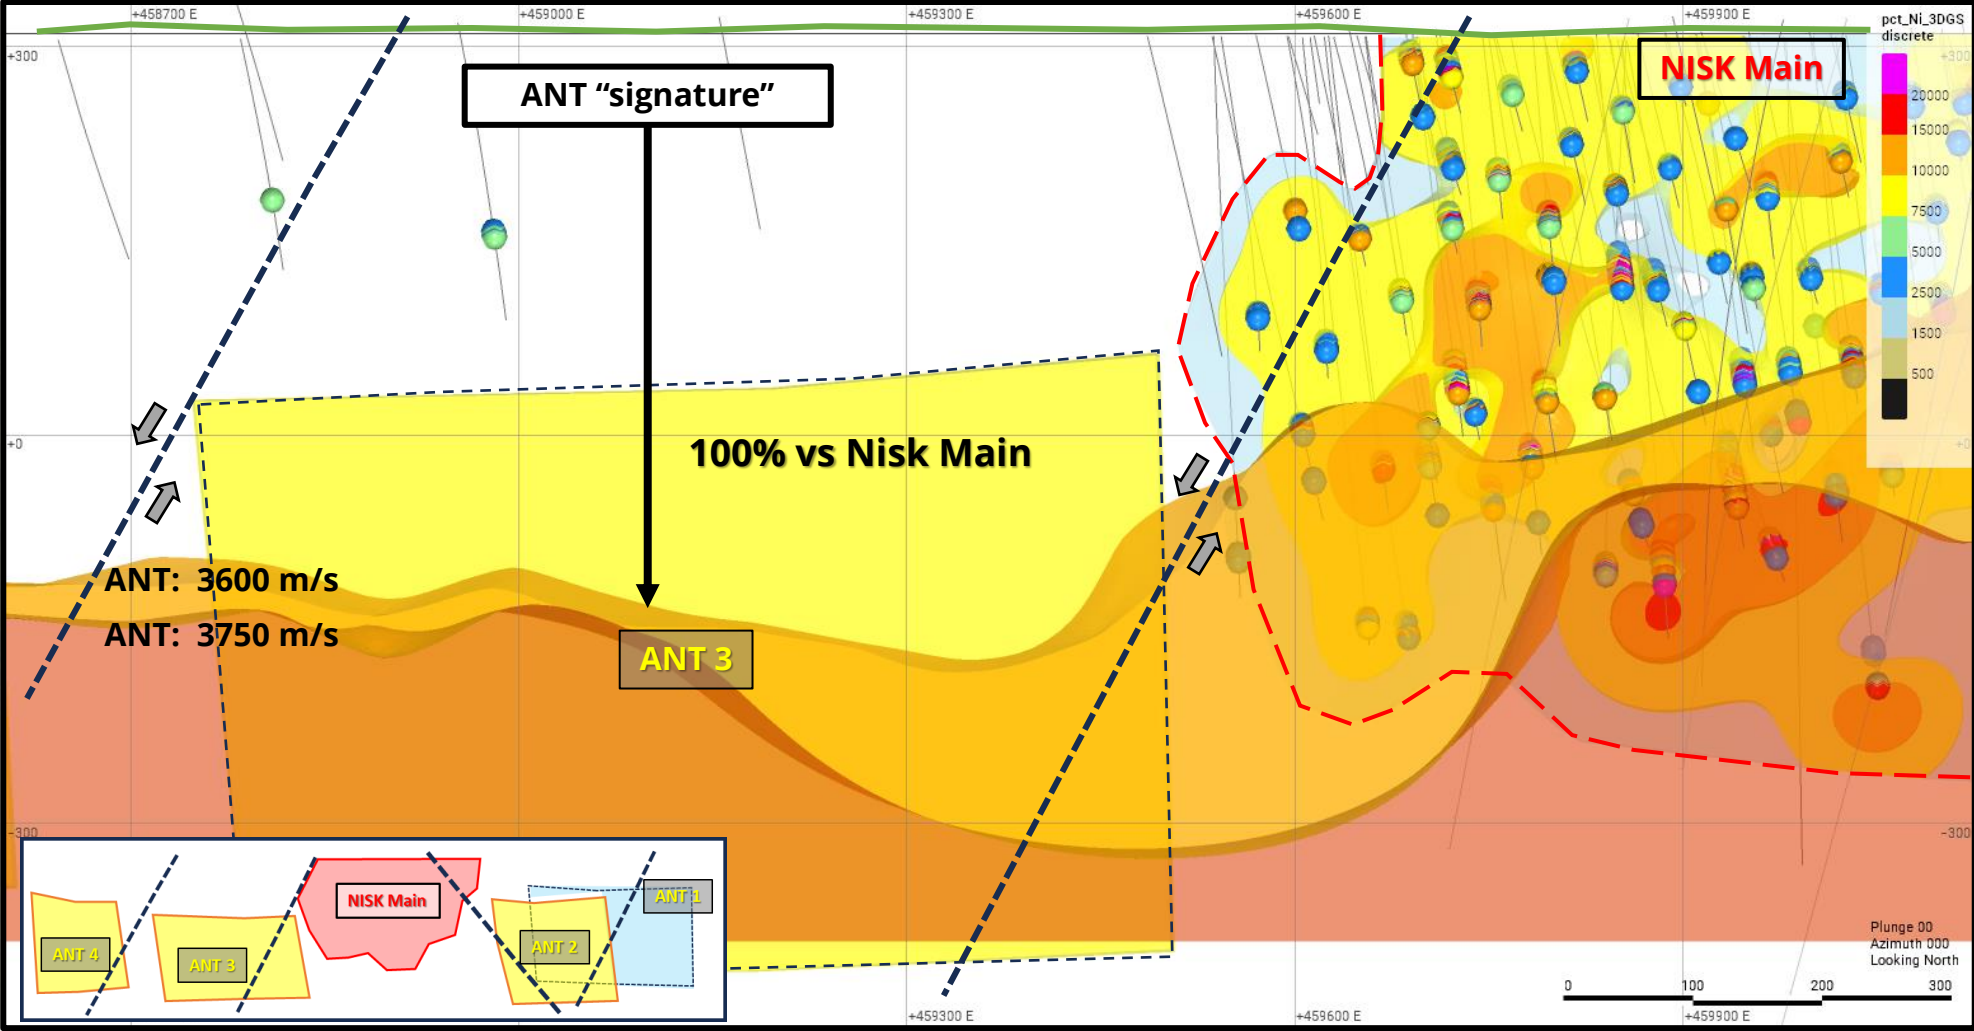 +458700 E
+459000 E
+459300 E
+459600 E
+459900 E
pct_Ni_3DGS
discrete
+300
+300
ANT “signature”
NISK Main
20000
15000
10000
7500
5000
2500
1500
500
+0
+0
100% vs Nisk Main
ANT: 3600 m/s
ANT: 3750 m/s
ANT 3
-300
-300
NISK Main
ANT 1
ANT 2
ANT 4
ANT 3
Plunge 00
Azimuth 000
Looking North
0 100 200 300
+459300 E
+459600 E
+459900 E